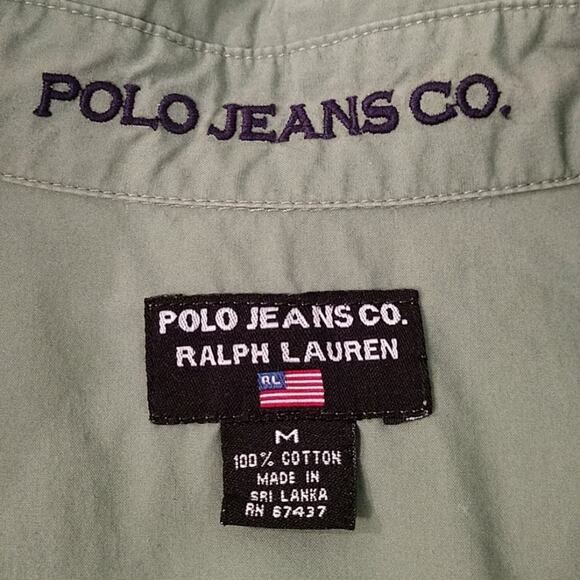 POLO JEANS CO.
POLO JEANS CO.
RALPH LAUREN
RL
M
100% COTTON
MADE IN
SRI LANKA
RN 67437